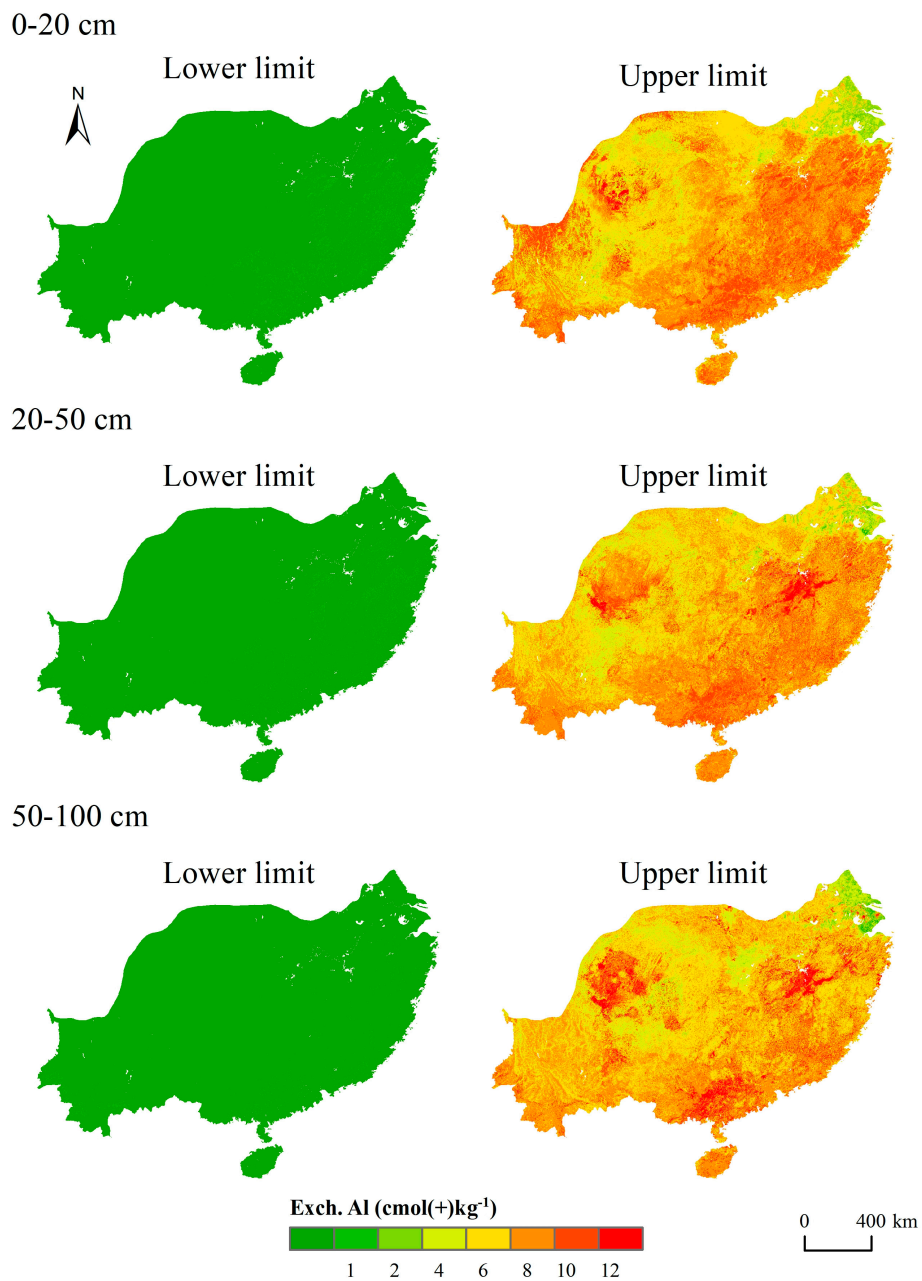 0-20 cm
Lower limit
Upper limit
N
20-50 cm
Lower limit
Upper limit
50-100 cm
Lower limit
Upper limit
Exch. Al (cmol(+)kg⁻¹)
1 2 4 6 8 10 12
0 400 km